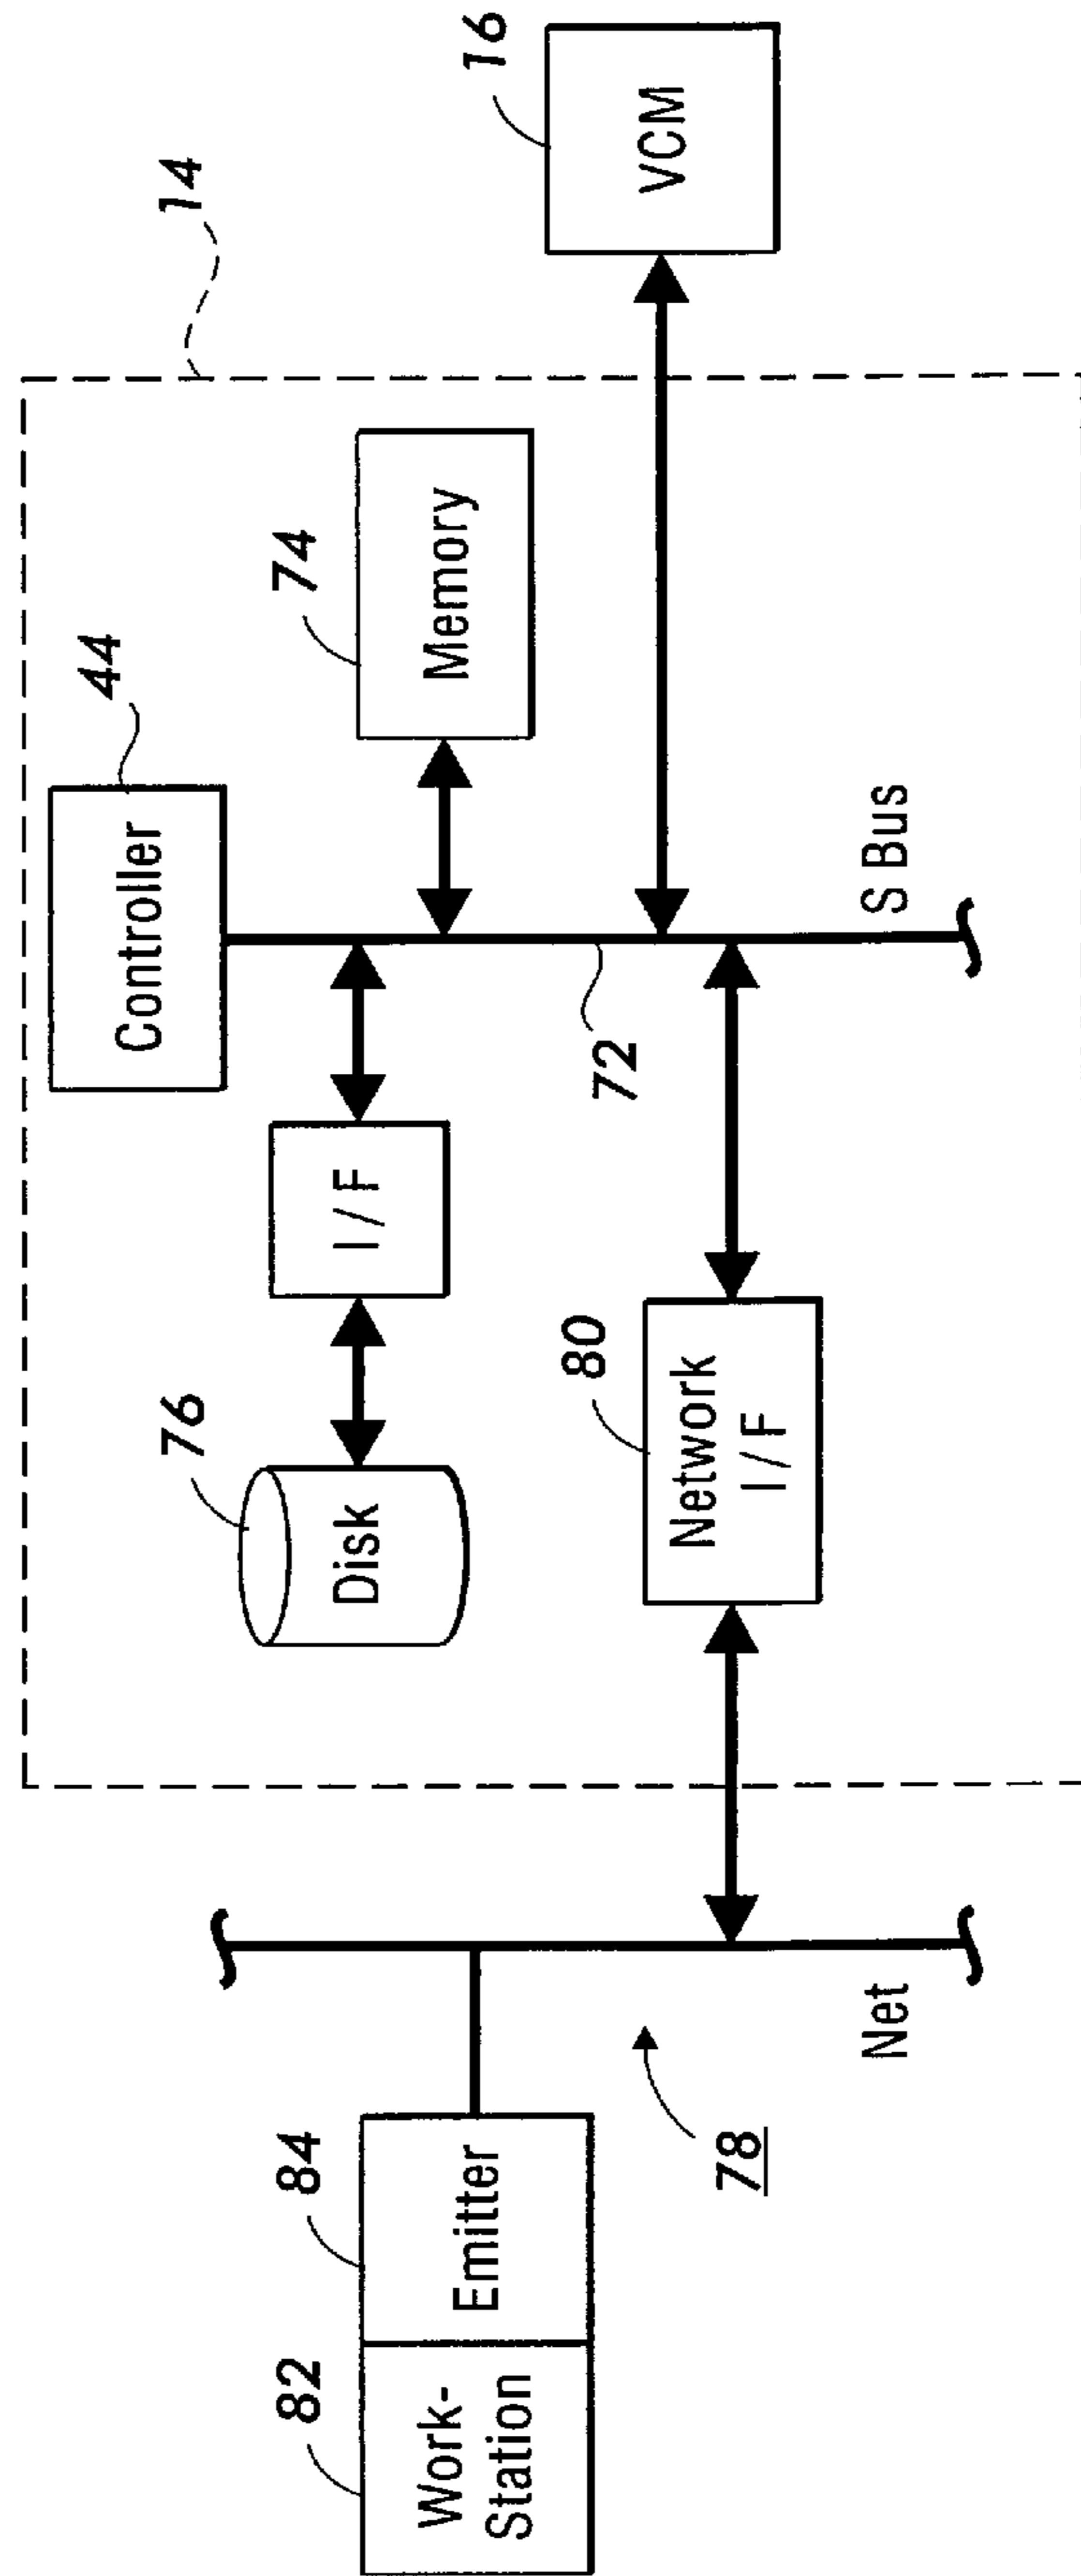 14
44
Controller
74
Memory
16
VCM
76
Disk
I/F
72
S Bus
80
Network
I/F
82
84
Work-
Station
Emitter
78
Net